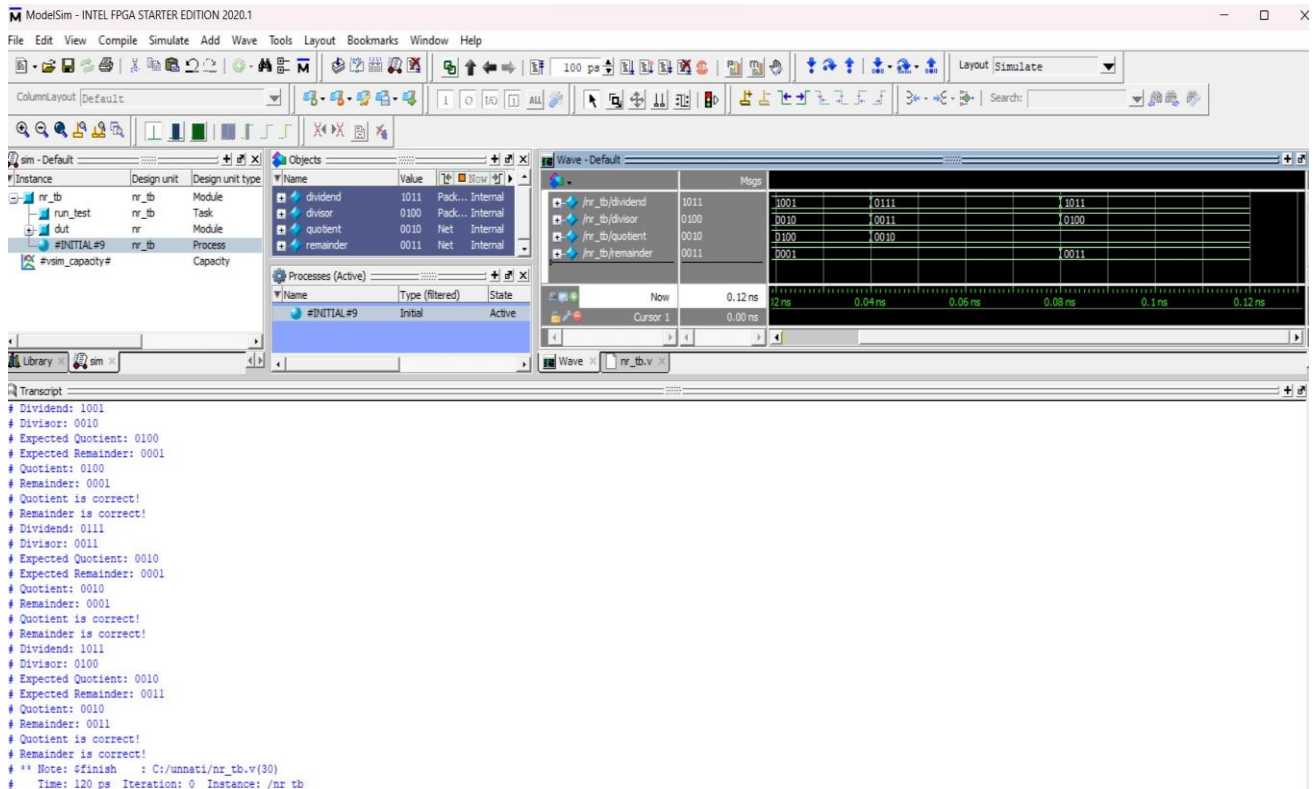 ModelSim - INTEL FPGA STARTER EDITION 2020.1
File Edit View Compile Simulate Add Wave Tools Layout Bookmarks Window Help
100 ps Layout Simulate
ColumnLayout Default Search:
sim - Default
Instance Design unit Design unit type
nr_tb nr_tb Module
run_test nr_tb Task
dut nr Module
#INITIAL#9 nr_tb Process
#vsim_capacity# Capacity
Library sim
Objects
Name Value Now
dividend 1011 Pack... Internal
divisor 0100 Pack... Internal
quotient 0010 Net Internal
remainder 0011 Net Internal
Processes (Active)
Name Type (filtered) State
#INITIAL#9 Initial Active
Wave - Default
Msgs
/nr_tb/dividend 1011 1001 0111 1011
/nr_tb/divisor 0100 0010 0011 0100
/nr_tb/quotient 0010 0100 0010
/nr_tb/remainder 0011 0001 0011
Now 0.12 ns 0.04 ns 0.06 ns 0.08 ns 0.1 ns 0.12 ns
Cursor 1 0.00 ns
Wave nr_tb.v
Transcript
# Dividend: 1001
# Divisor: 0010
# Expected Quotient: 0100
# Expected Remainder: 0001
# Quotient: 0100
# Remainder: 0001
# Quotient is correct!
# Remainder is correct!
# Dividend: 0111
# Divisor: 0011
# Expected Quotient: 0010
# Expected Remainder: 0001
# Quotient: 0010
# Remainder: 0001
# Quotient is correct!
# Remainder is correct!
# Dividend: 1011
# Divisor: 0100
# Expected Quotient: 0010
# Expected Remainder: 0011
# Quotient: 0010
# Remainder: 0011
# Quotient is correct!
# Remainder is correct!
# ** Note: $finish : C:/unnati/nr_tb.v(30)
# Time: 120 ps Iteration: 0 Instance: /nr_tb